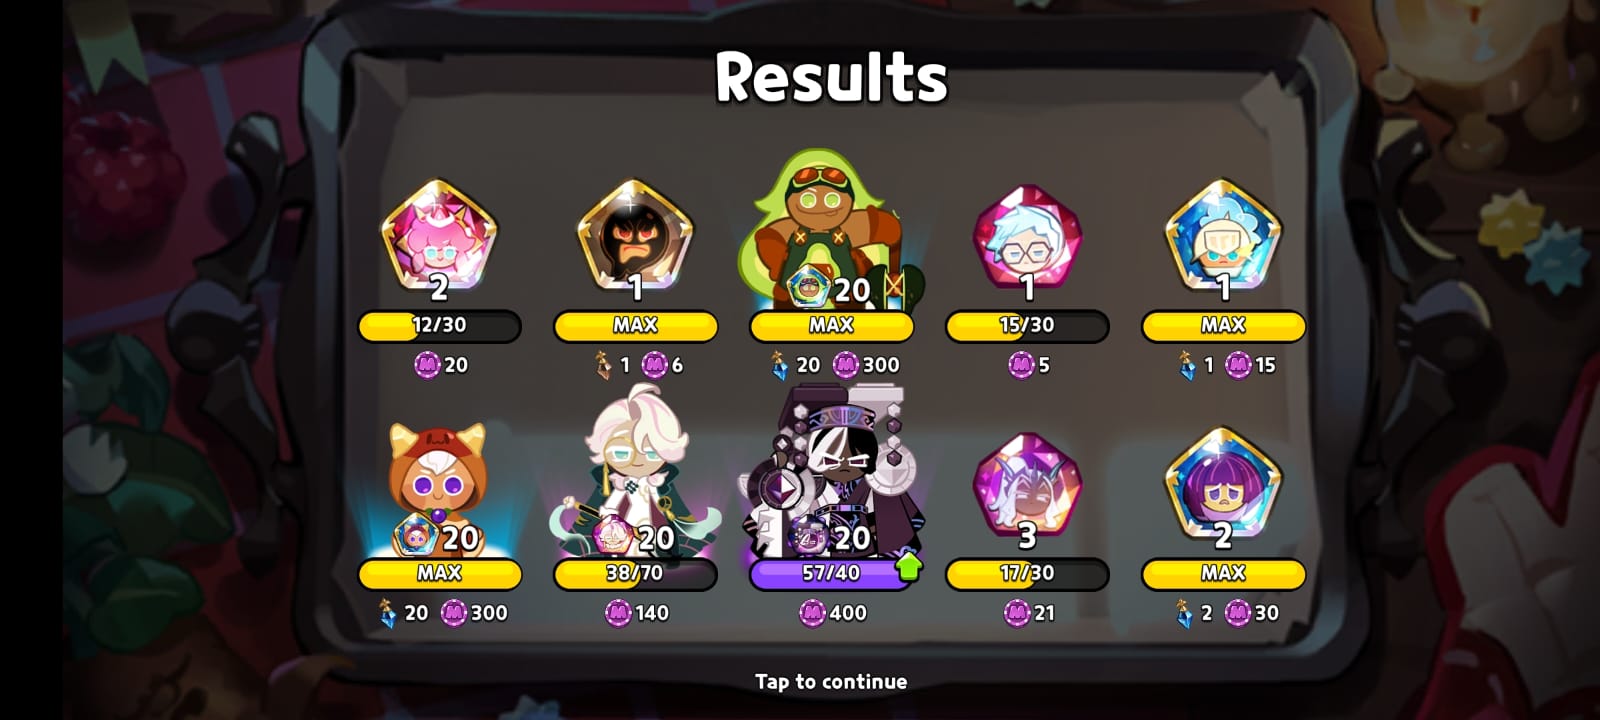 Results
2
1
20
1
1
12/30
MAX
MAX
15/30
MAX
M 20
1 M 6
20 M 300
M 5
1 M 15
20
20
20
3
2
MAX
38/70
57/40
17/30
MAX
20 M 300
M 140
M 400
M 21
2 M 30
Tap to continue